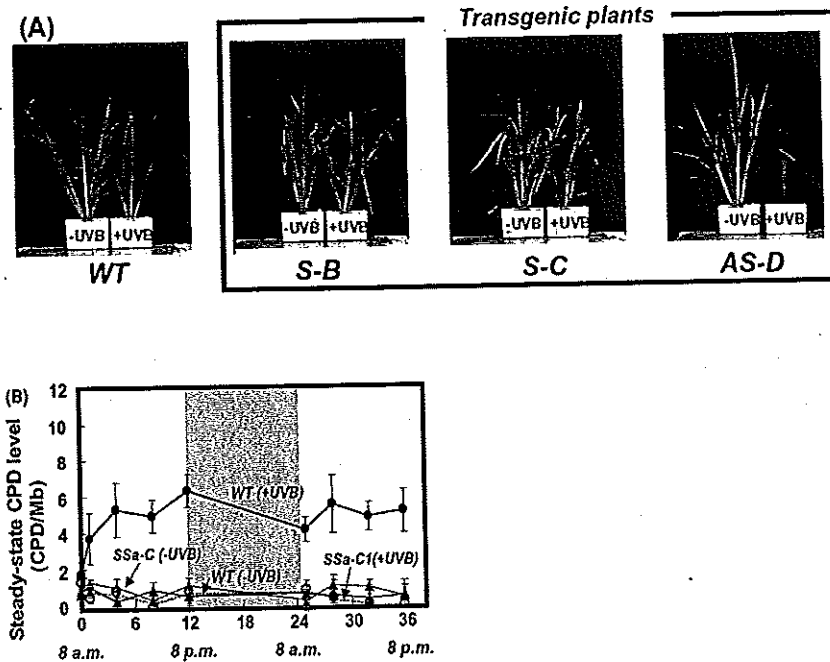 (A)
Transgenic plants
-UVB +UVB
-UVB +UVB
-UVB +UVB
-UVB +UVB
WT
S-B
S-C
AS-D
(B)
Steady-state CPD level
(CPD/Mb)
12
10
8
6
4
2
0
WT (+UVB)
SSa-C (-UVB)
WT (-UVB)
SSa-C1(+UVB)
0 6 12 18 24 30 36
8 a.m. 8 p.m. 8 a.m. 8 p.m.